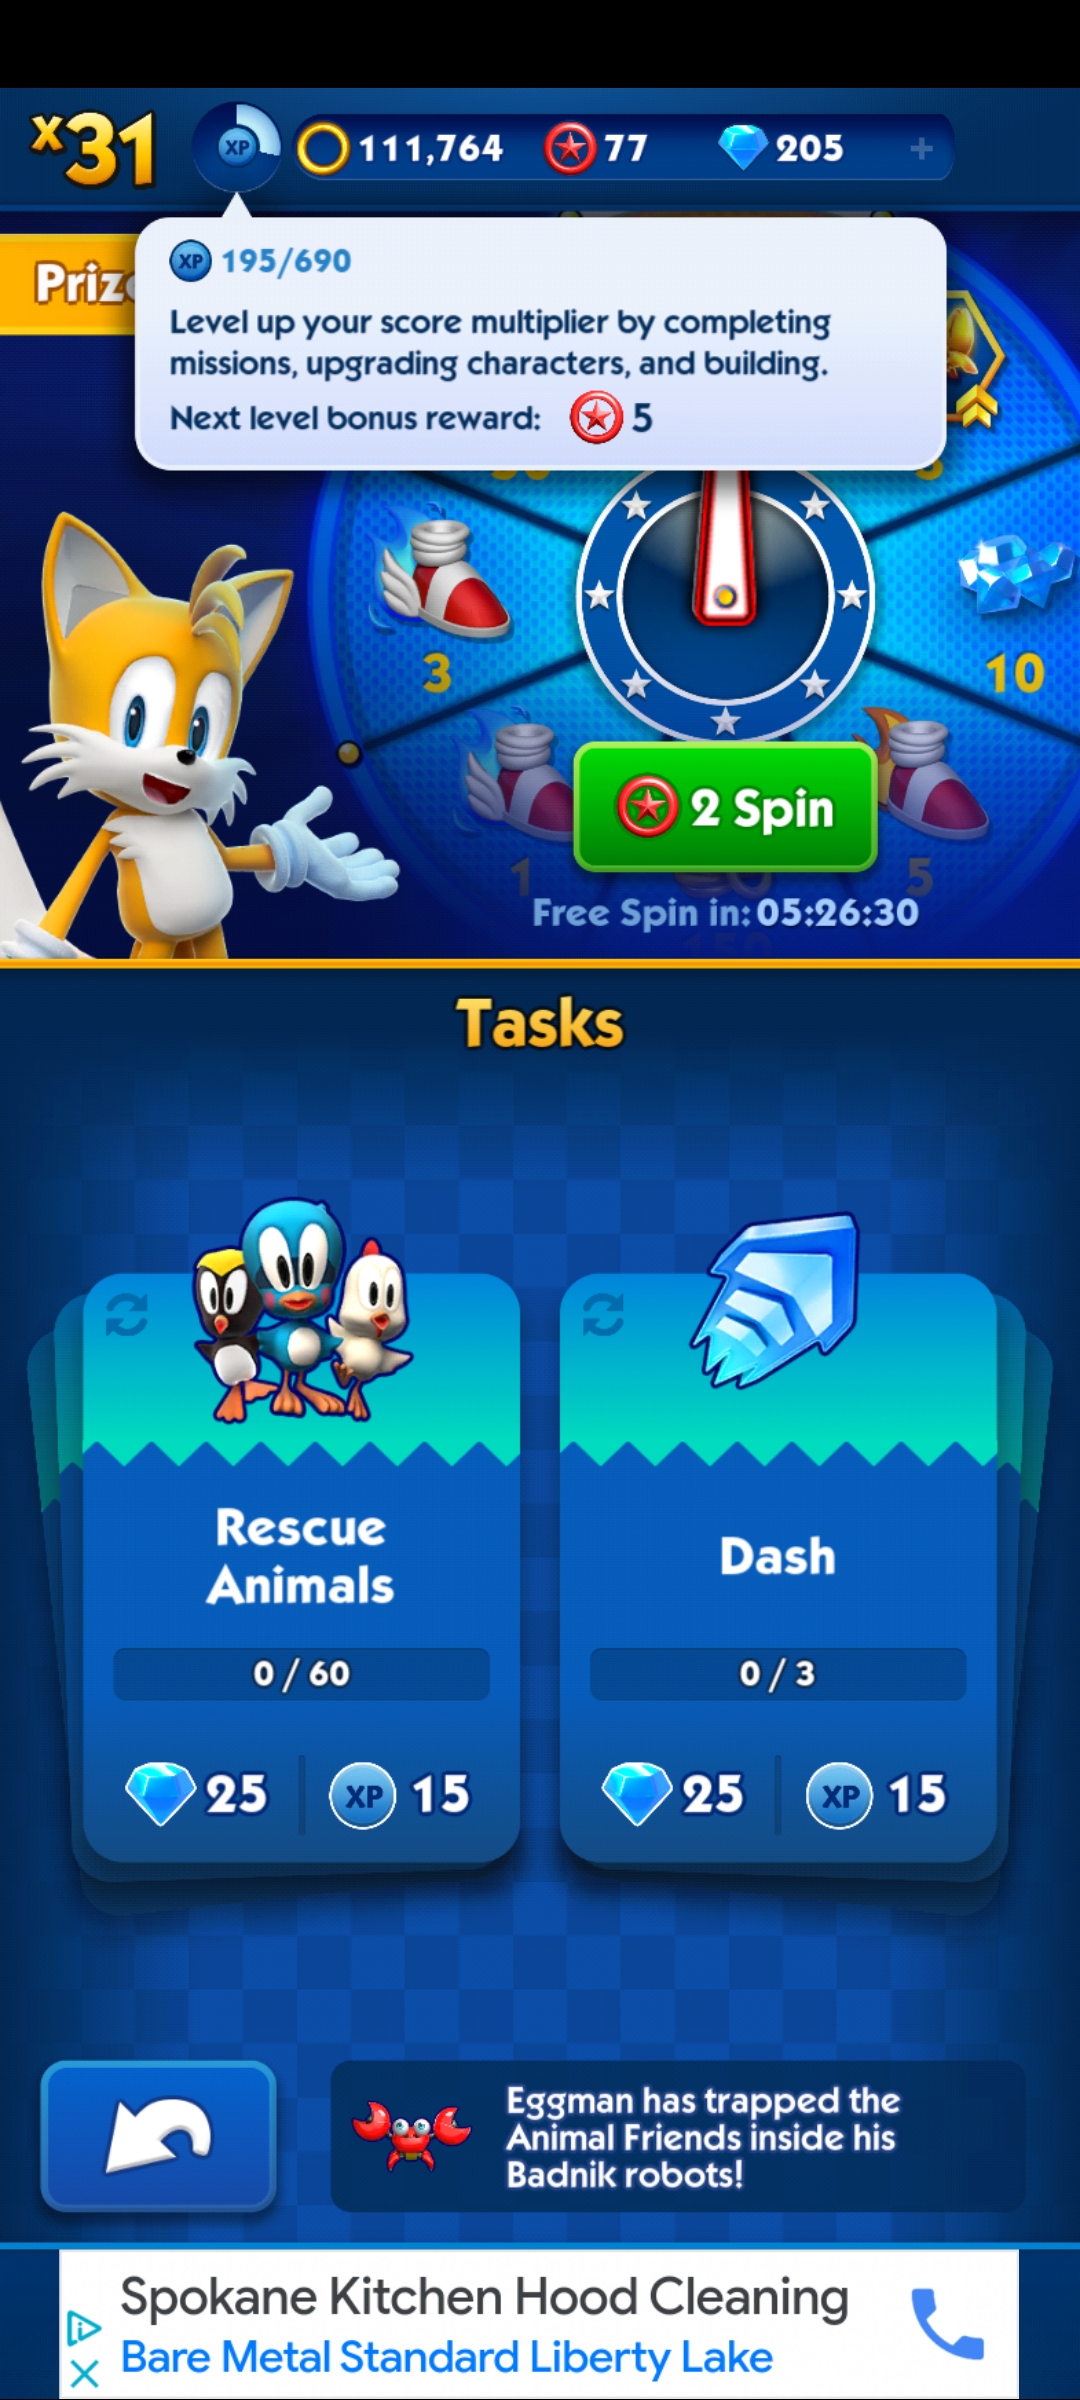 x31
XP
111,764
77
205
+
Priz
XP 195/690
Level up your score multiplier by completing
missions, upgrading characters, and building.
Next level bonus reward: 5
3
10
2 Spin
1
5
Free Spin in: 05:26:30
Tasks
Rescue
Animals
0 / 60
25
XP 15
Dash
0 / 3
25
XP 15
Eggman has trapped the
Animal Friends inside his
Badnik robots!
Spokane Kitchen Hood Cleaning
Bare Metal Standard Liberty Lake